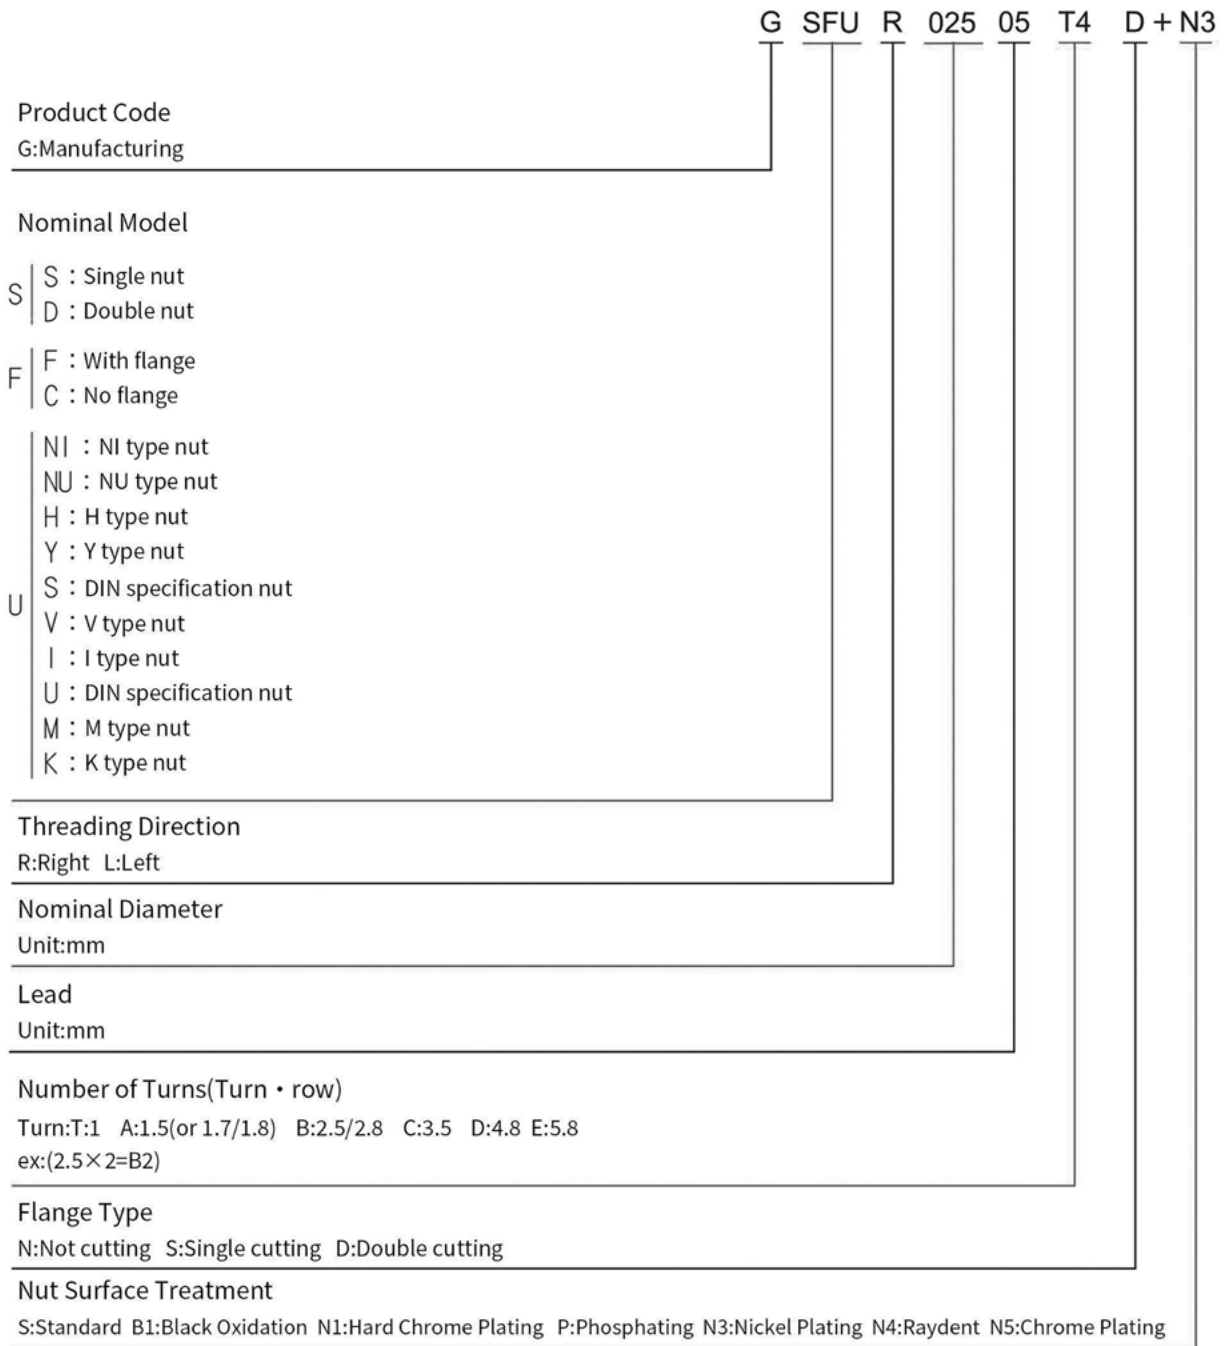 G SFU R 025 05 T4 D + N3
Product Code
G:Manufacturing
Nominal Model
S
S : Single nut
D : Double nut
F
F : With flange
C : No flange
U
NI : NI type nut
NU : NU type nut
H : H type nut
Y : Y type nut
S : DIN specification nut
V : V type nut
I : I type nut
U : DIN specification nut
M : M type nut
K : K type nut
Threading Direction
R:Right L:Left
Nominal Diameter
Unit:mm
Lead
Unit:mm
Number of Turns(Turn・row)
Turn:T:1 A:1.5(or 1.7/1.8) B:2.5/2.8 C:3.5 D:4.8 E:5.8
ex:(2.5×2=B2)
Flange Type
N:Not cutting S:Single cutting D:Double cutting
Nut Surface Treatment
S:Standard B1:Black Oxidation N1:Hard Chrome Plating P:Phosphating N3:Nickel Plating N4:Raydent N5:Chrome Plating